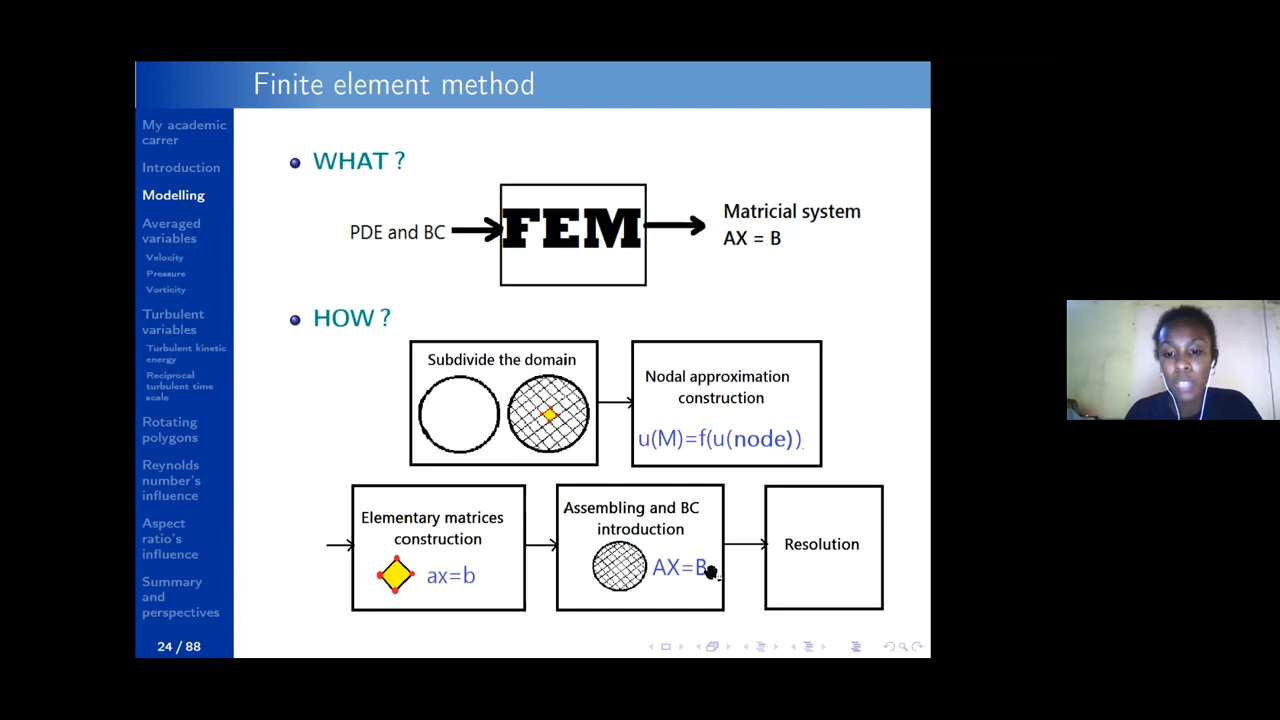 Finite element method
My academic
carrer
Introduction
Modelling
Averaged
variables
Velocity
Pressure
Vorticity
Turbulent
variables
Turbulent kinetic
energy
Reciprocal
turbulent time
scale
Rotating
polygons
Reynolds
number's
influence
Aspect
ratio's
influence
Summary
and
perspectives
24 / 88
WHAT ?
PDE and BC
FEM
Matricial system
AX = B
HOW ?
Subdivide the domain
Nodal approximation
construction
u(M)=f(u(node))
Elementary matrices
construction
ax=b
Assembling and BC
introduction
AX=B
Resolution